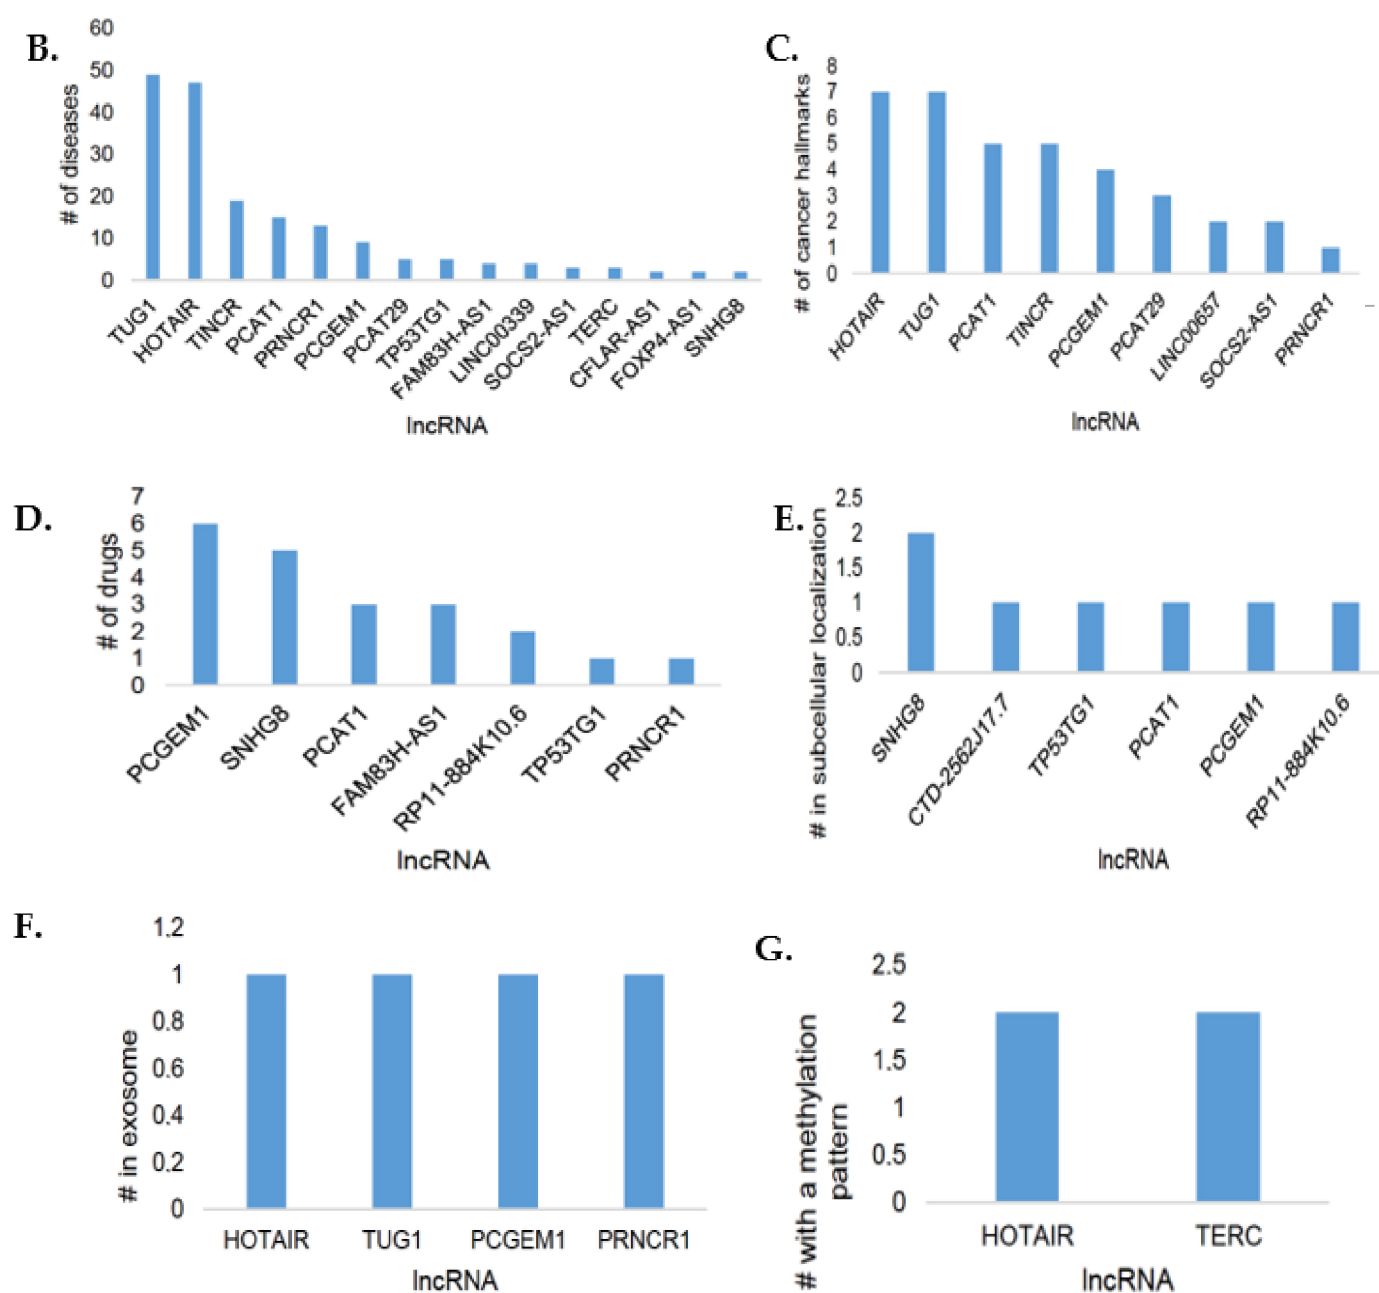 B.
# of diseases
60
50
40
30
20
10
0
TUG1
HOTAIR
TINCR
PCAT1
PRNCR1
PCGEM1
PCAT29
TP53TG1
FAM83H-AS1
LINC00339
SOCS2-AS1
TERC
CFLAR-AS1
FOXP4-AS1
SNHG8
lncRNA
C.
# of cancer hallmarks
8
7
6
5
4
3
2
1
0
HOTAIR
TUG1
PCAT1
TINCR
PCGEM1
PCAT29
LINC00657
SOCS2-AS1
PRNCR1
lncRNA
D.
# of drugs
7
6
5
4
3
2
1
0
PCGEM1
SNHG8
PCAT1
FAM83H-AS1
RP11-884K10.6
TP53TG1
PRNCR1
lncRNA
E.
# in subcellular localization
2.5
2
1.5
1
0.5
0
SNHG8
CTD-2562J17.7
TP53TG1
PCAT1
PCGEM1
RP11-884K10.6
lncRNA
F.
# in exosome
1.2
1
0.8
0.6
0.4
0.2
0
HOTAIR
TUG1
PCGEM1
PRNCR1
lncRNA
G.
# with a methylation
pattern
2.5
2
1.5
1
0.5
0
HOTAIR
TERC
lncRNA